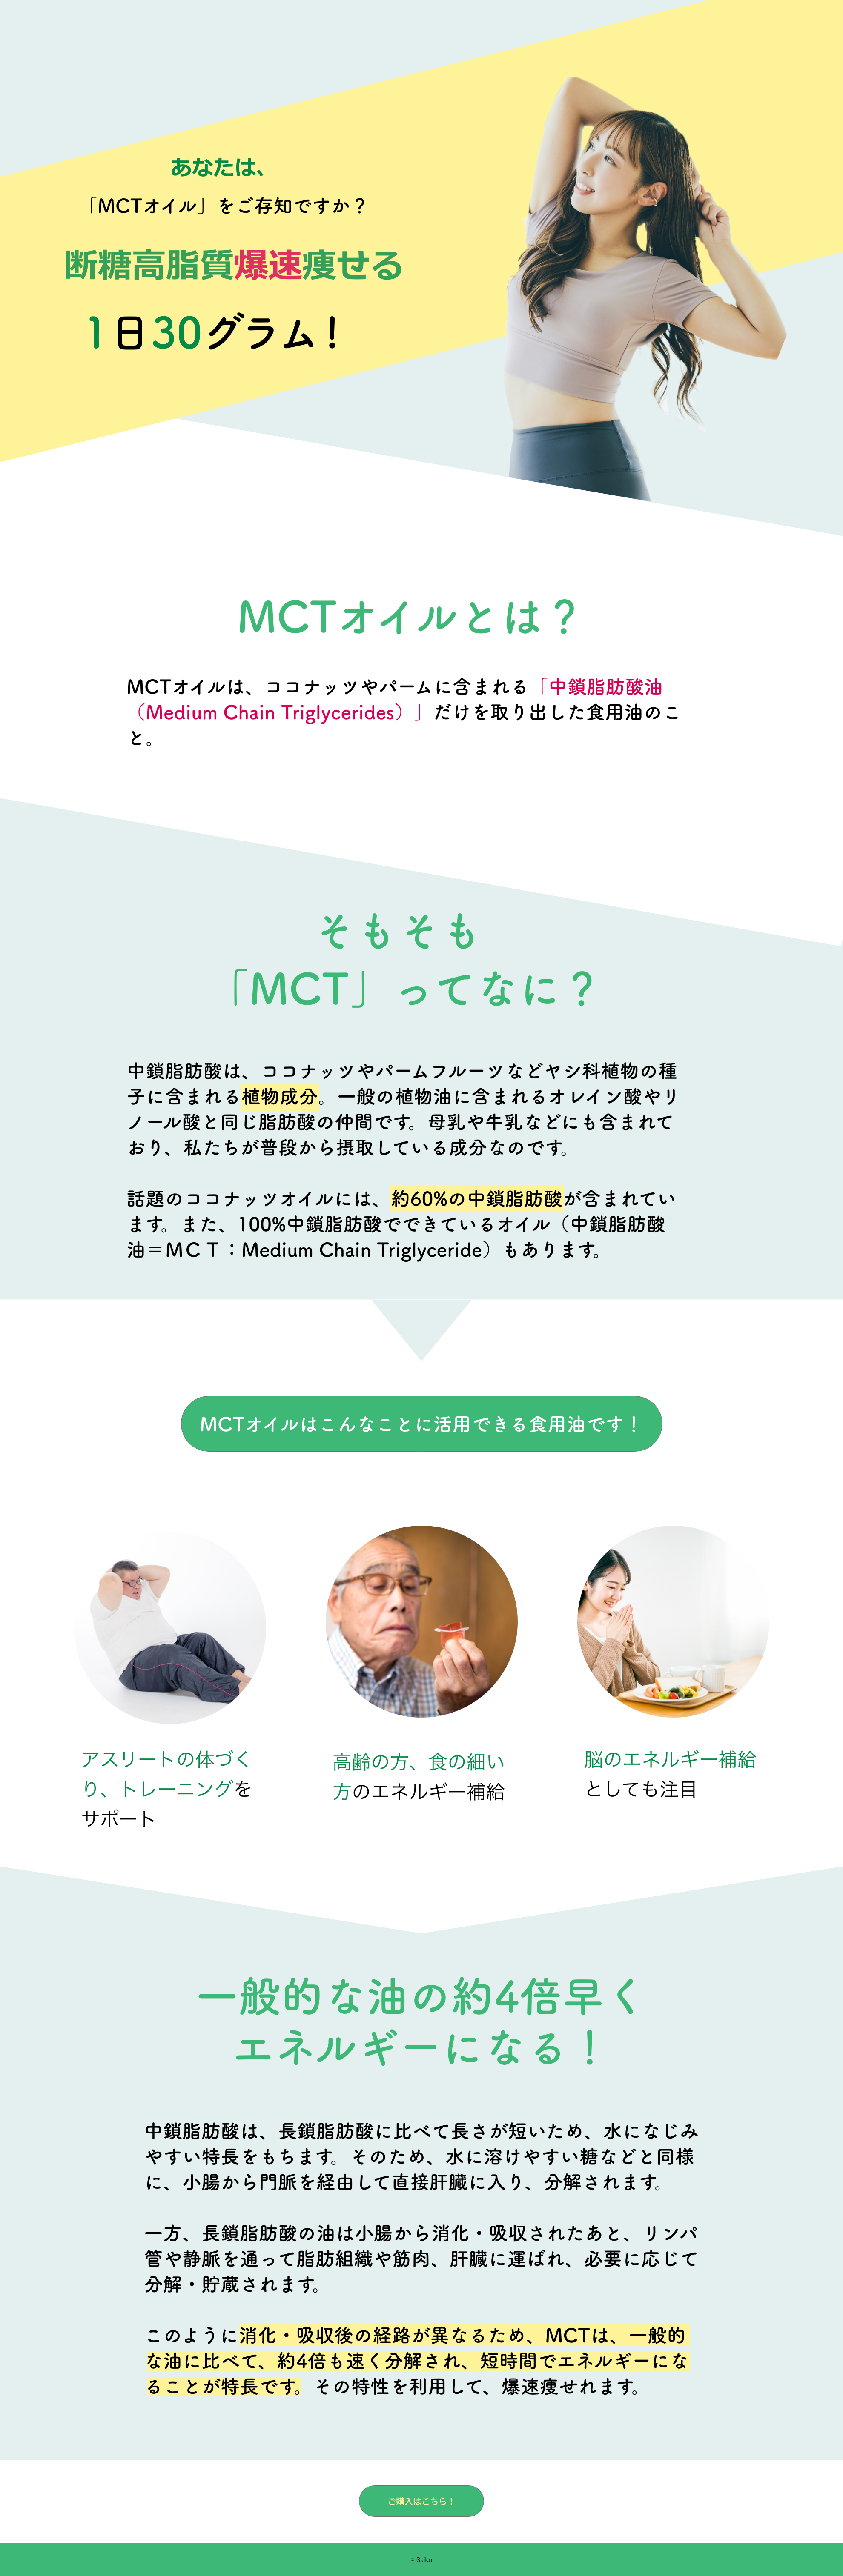 あなたは、
「MCTオイル」をご存知ですか？
断糖高脂質爆速痩せる
1日30グラム！
MCTオイルとは？
MCTオイルは、ココナッツやパームに含まれる「中鎖脂肪酸油
（Medium Chain Triglycerides）」だけを取り出した食用油のこ
と。
そもそも
「MCT」ってなに？
中鎖脂肪酸は、ココナッツやパームフルーツなどヤシ科植物の種
子に含まれる植物成分。一般の植物油に含まれるオレイン酸やリ
ノール酸と同じ脂肪酸の仲間です。母乳や牛乳などにも含まれて
おり、私たちが普段から摂取している成分なのです。
話題のココナッツオイルには、約60%の中鎖脂肪酸が含まれてい
ます。また、100%中鎖脂肪酸でできているオイル（中鎖脂肪酸
油＝ＭＣＴ：Medium Chain Triglyceride）もあります。
MCTオイルはこんなことに活用できる食用油です！
アスリートの体づく
り、トレーニングを
サポート
高齢の方、食の細い
方のエネルギー補給
脳のエネルギー補給
としても注目
一般的な油の約4倍早く
エネルギーになる！
中鎖脂肪酸は、長鎖脂肪酸に比べて長さが短いため、水になじみ
やすい特長をもちます。そのため、水に溶けやすい糖などと同様
に、小腸から門脈を経由して直接肝臓に入り、分解されます。
一方、長鎖脂肪酸の油は小腸から消化・吸収されたあと、リンパ
管や静脈を通って脂肪組織や筋肉、肝臓に運ばれ、必要に応じて
分解・貯蔵されます。
このように消化・吸収後の経路が異なるため、MCTは、一般的
な油に比べて、約4倍も速く分解され、短時間でエネルギーにな
ることが特長です。その特性を利用して、爆速痩せれます。
ご購入はこちら！
© Saiko